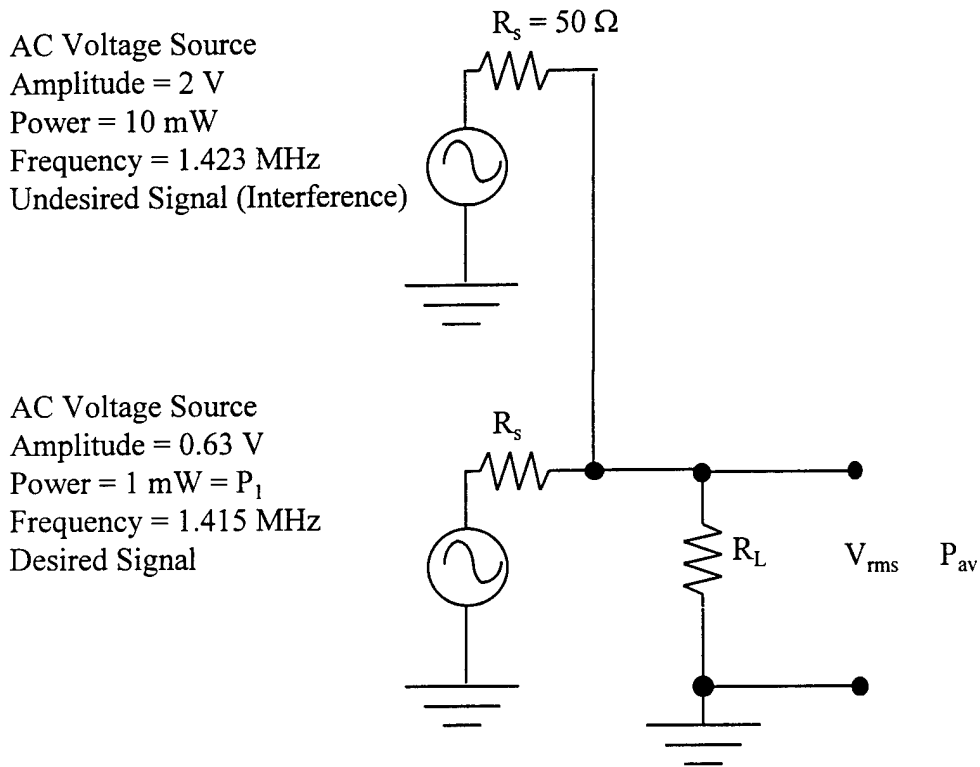 R_s = 50 Ω
AC Voltage Source
Amplitude = 2 V
Power = 10 mW
Frequency = 1.423 MHz
Undesired Signal (Interference)
AC Voltage Source
Amplitude = 0.63 V
Power = 1 mW = P_1
Frequency = 1.415 MHz
Desired Signal
R_s
R_L
V_rms
P_av